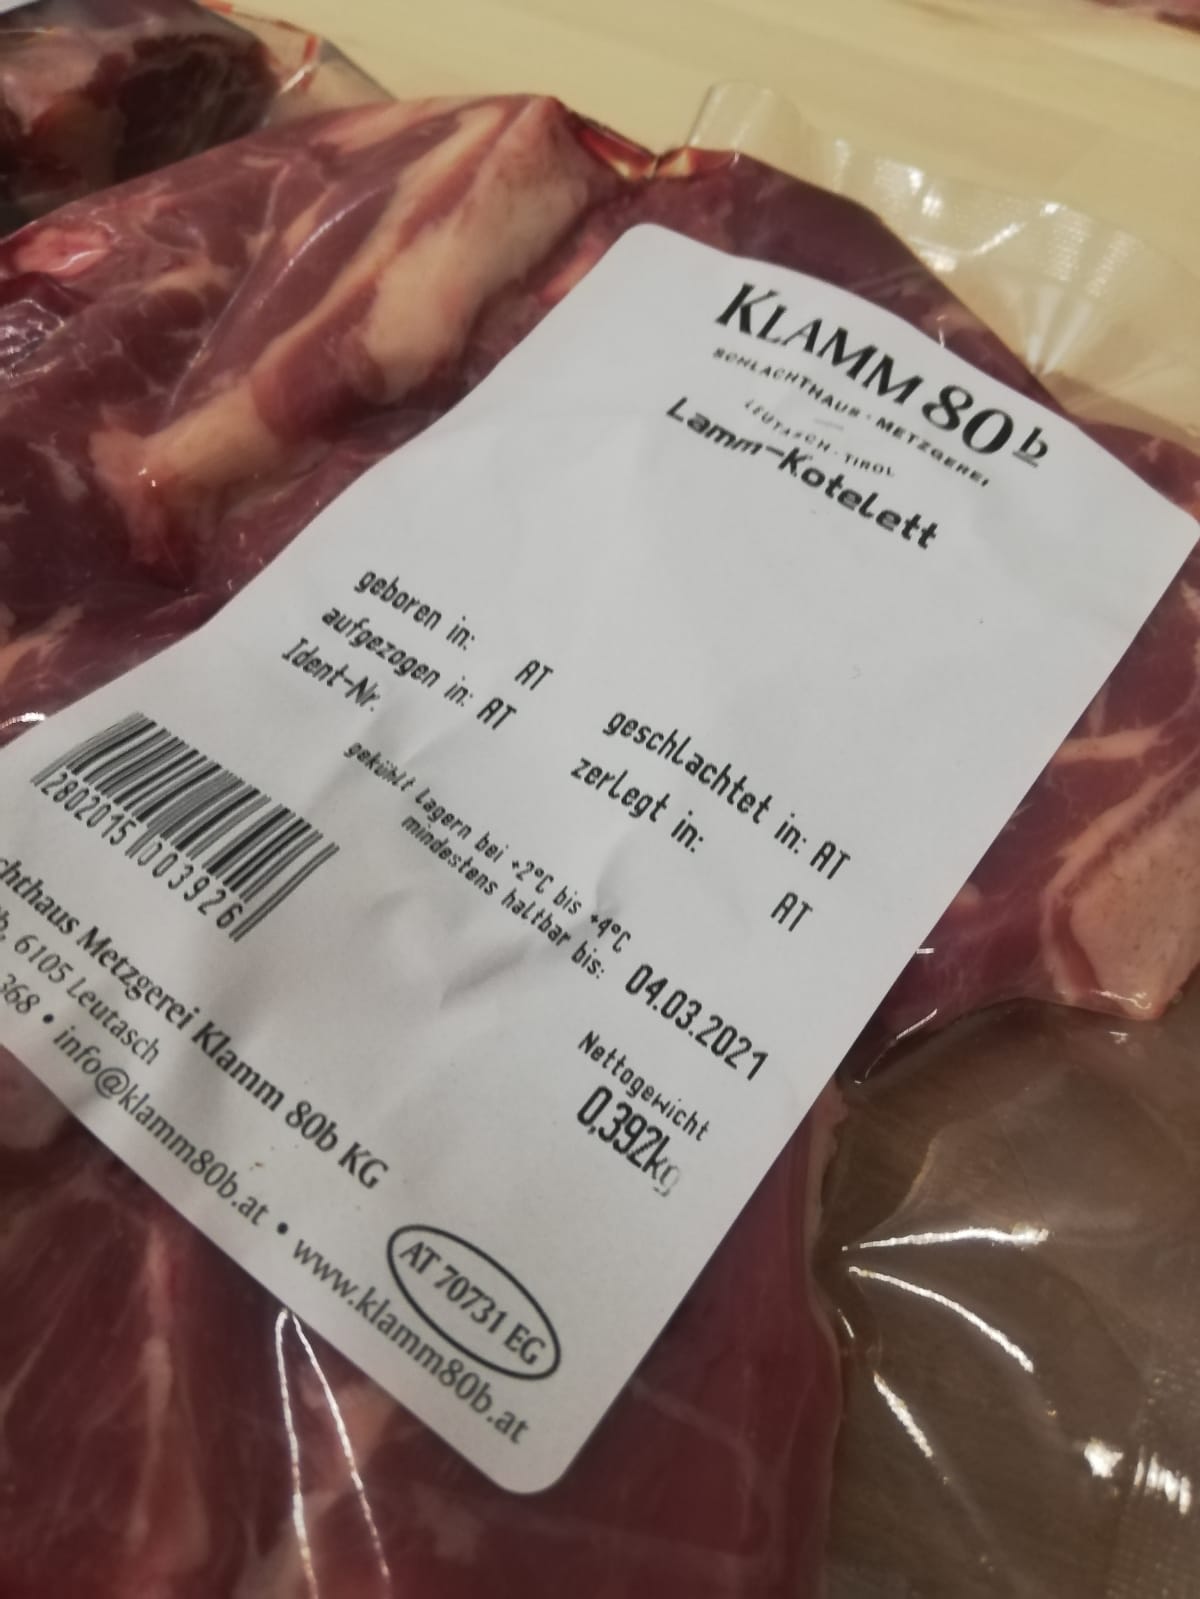 KLAMM 80b
SCHLACHTHAUS · METZGEREI
LEUTASCH · TIROL
Lamm-Kotelett
geboren in: AT
aufgezogen in: AT
Ident-Nr.
geschlachtet in: AT
zerlegt in: AT
gekühlt lagern bei +2°C bis +4°C
mindestens haltbar bis: 04.03.2021
2802015003926
Nettogewicht
0,392kg
chthaus Metzgerei Klamm 80b KG
b, 6105 Leutasch
368 • info@klamm80b.at • www.klamm80b.at
AT 70731 EG